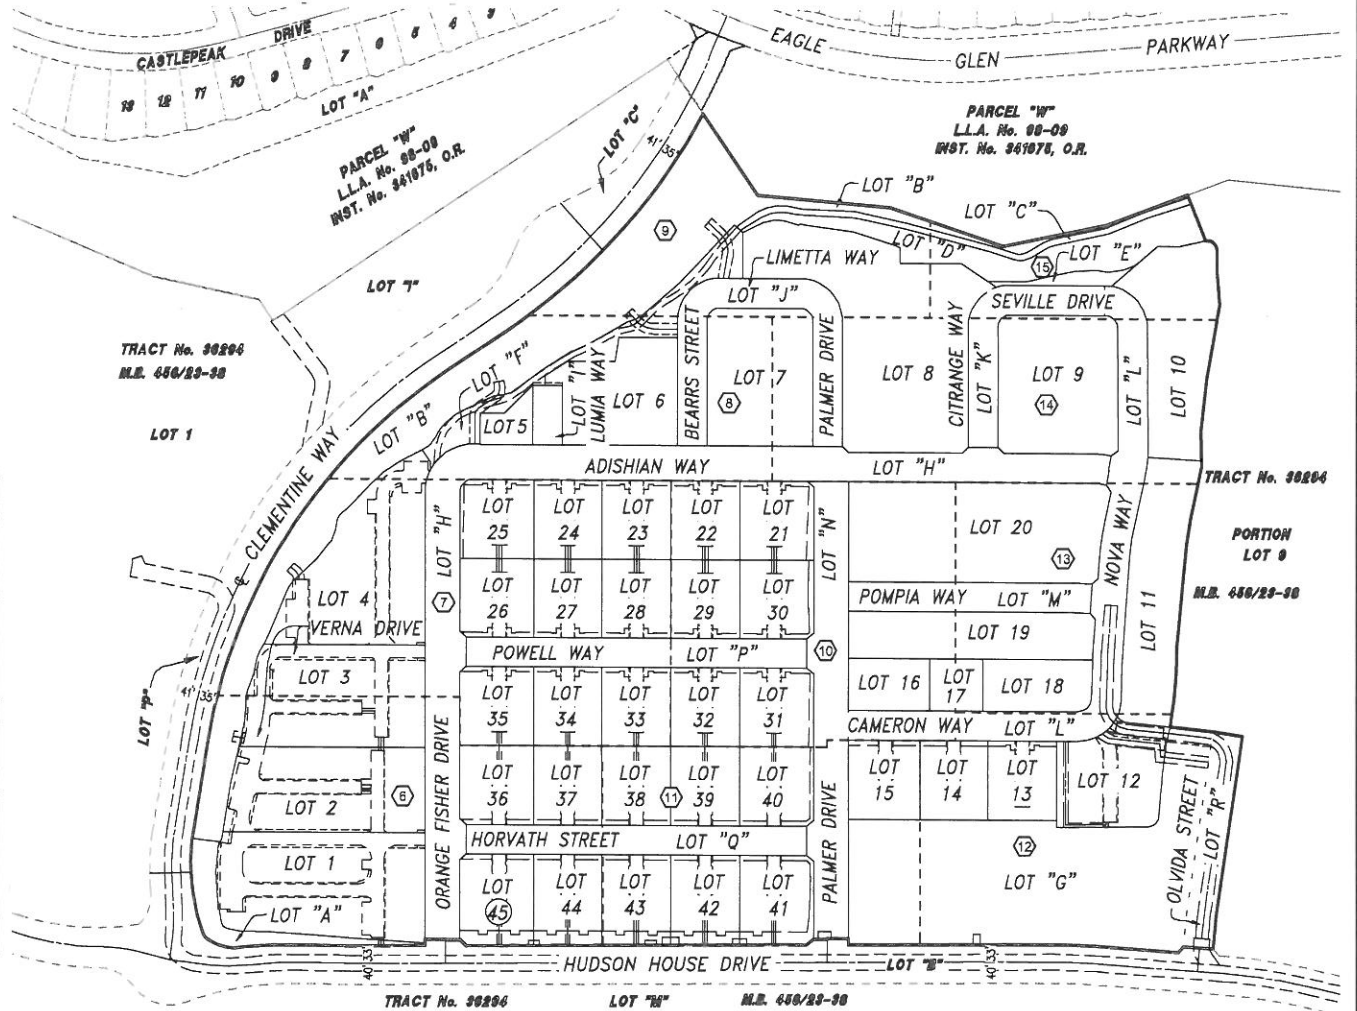 CASTLEPEAK DRIVE
13 12 11 10 9 8 7 6 5 4 3
LOT "A"
EAGLE GLEN PARKWAY
PARCEL "W"
L.L.A. No. 98-09
INST. No. 341075, O.R.
PARCEL "W"
L.L.A. No. 98-09
INST. No. 341075, O.R.
LOT "C"
41' 35'
LOT "B"
LOT "C"
9
LOT "D"
LOT "E"
15
LIMETTA WAY
LOT "J"
SEVILLE DRIVE
LOT "I"
TRACT No. 36294
M.B. 456/23-38
LOT 1
LOT "F"
LOT "B"
CLEMENTINE WAY
LOT 5
LOT "I"
LUMIA WAY
LOT 6
BEARRS STREET
LOT 7
8
PALMER DRIVE
LOT 8
CITRANGE WAY
LOT "K"
LOT 9
14
LOT "L"
LOT 10
ADISHIAN WAY
LOT "H"
TRACT No. 36294
PORTION
LOT 9
M.B. 456/23-38
LOT "H"
LOT 25
LOT 24
LOT 23
LOT 22
LOT 21
LOT "N"
LOT 20
13
NOVA WAY
LOT 4
7
LOT 26
LOT 27
LOT 28
LOT 29
LOT 30
POMPIA WAY
LOT "M"
LOT 11
VERNA DRIVE
POWELL WAY
LOT "P"
10
LOT 19
LOT 3
LOT "P"
41' 35'
LOT 35
LOT 34
LOT 33
LOT 32
LOT 31
LOT 16
LOT 17
LOT 18
CAMERON WAY
LOT "L"
ORANGE FISHER DRIVE
6
LOT 2
LOT 36
LOT 37
LOT 38
11
LOT 39
LOT 40
PALMER DRIVE
LOT 15
LOT 14
LOT 13
LOT 12
OLVIDA STREET
LOT "R"
HORVATH STREET
LOT "Q"
12
LOT 1
LOT "A"
LOT 45
LOT 44
LOT 43
LOT 42
LOT 41
LOT "G"
40' 33'
HUDSON HOUSE DRIVE
LOT "E"
40' 33'
TRACT No. 36294
LOT "M"
M.B. 456/23-38